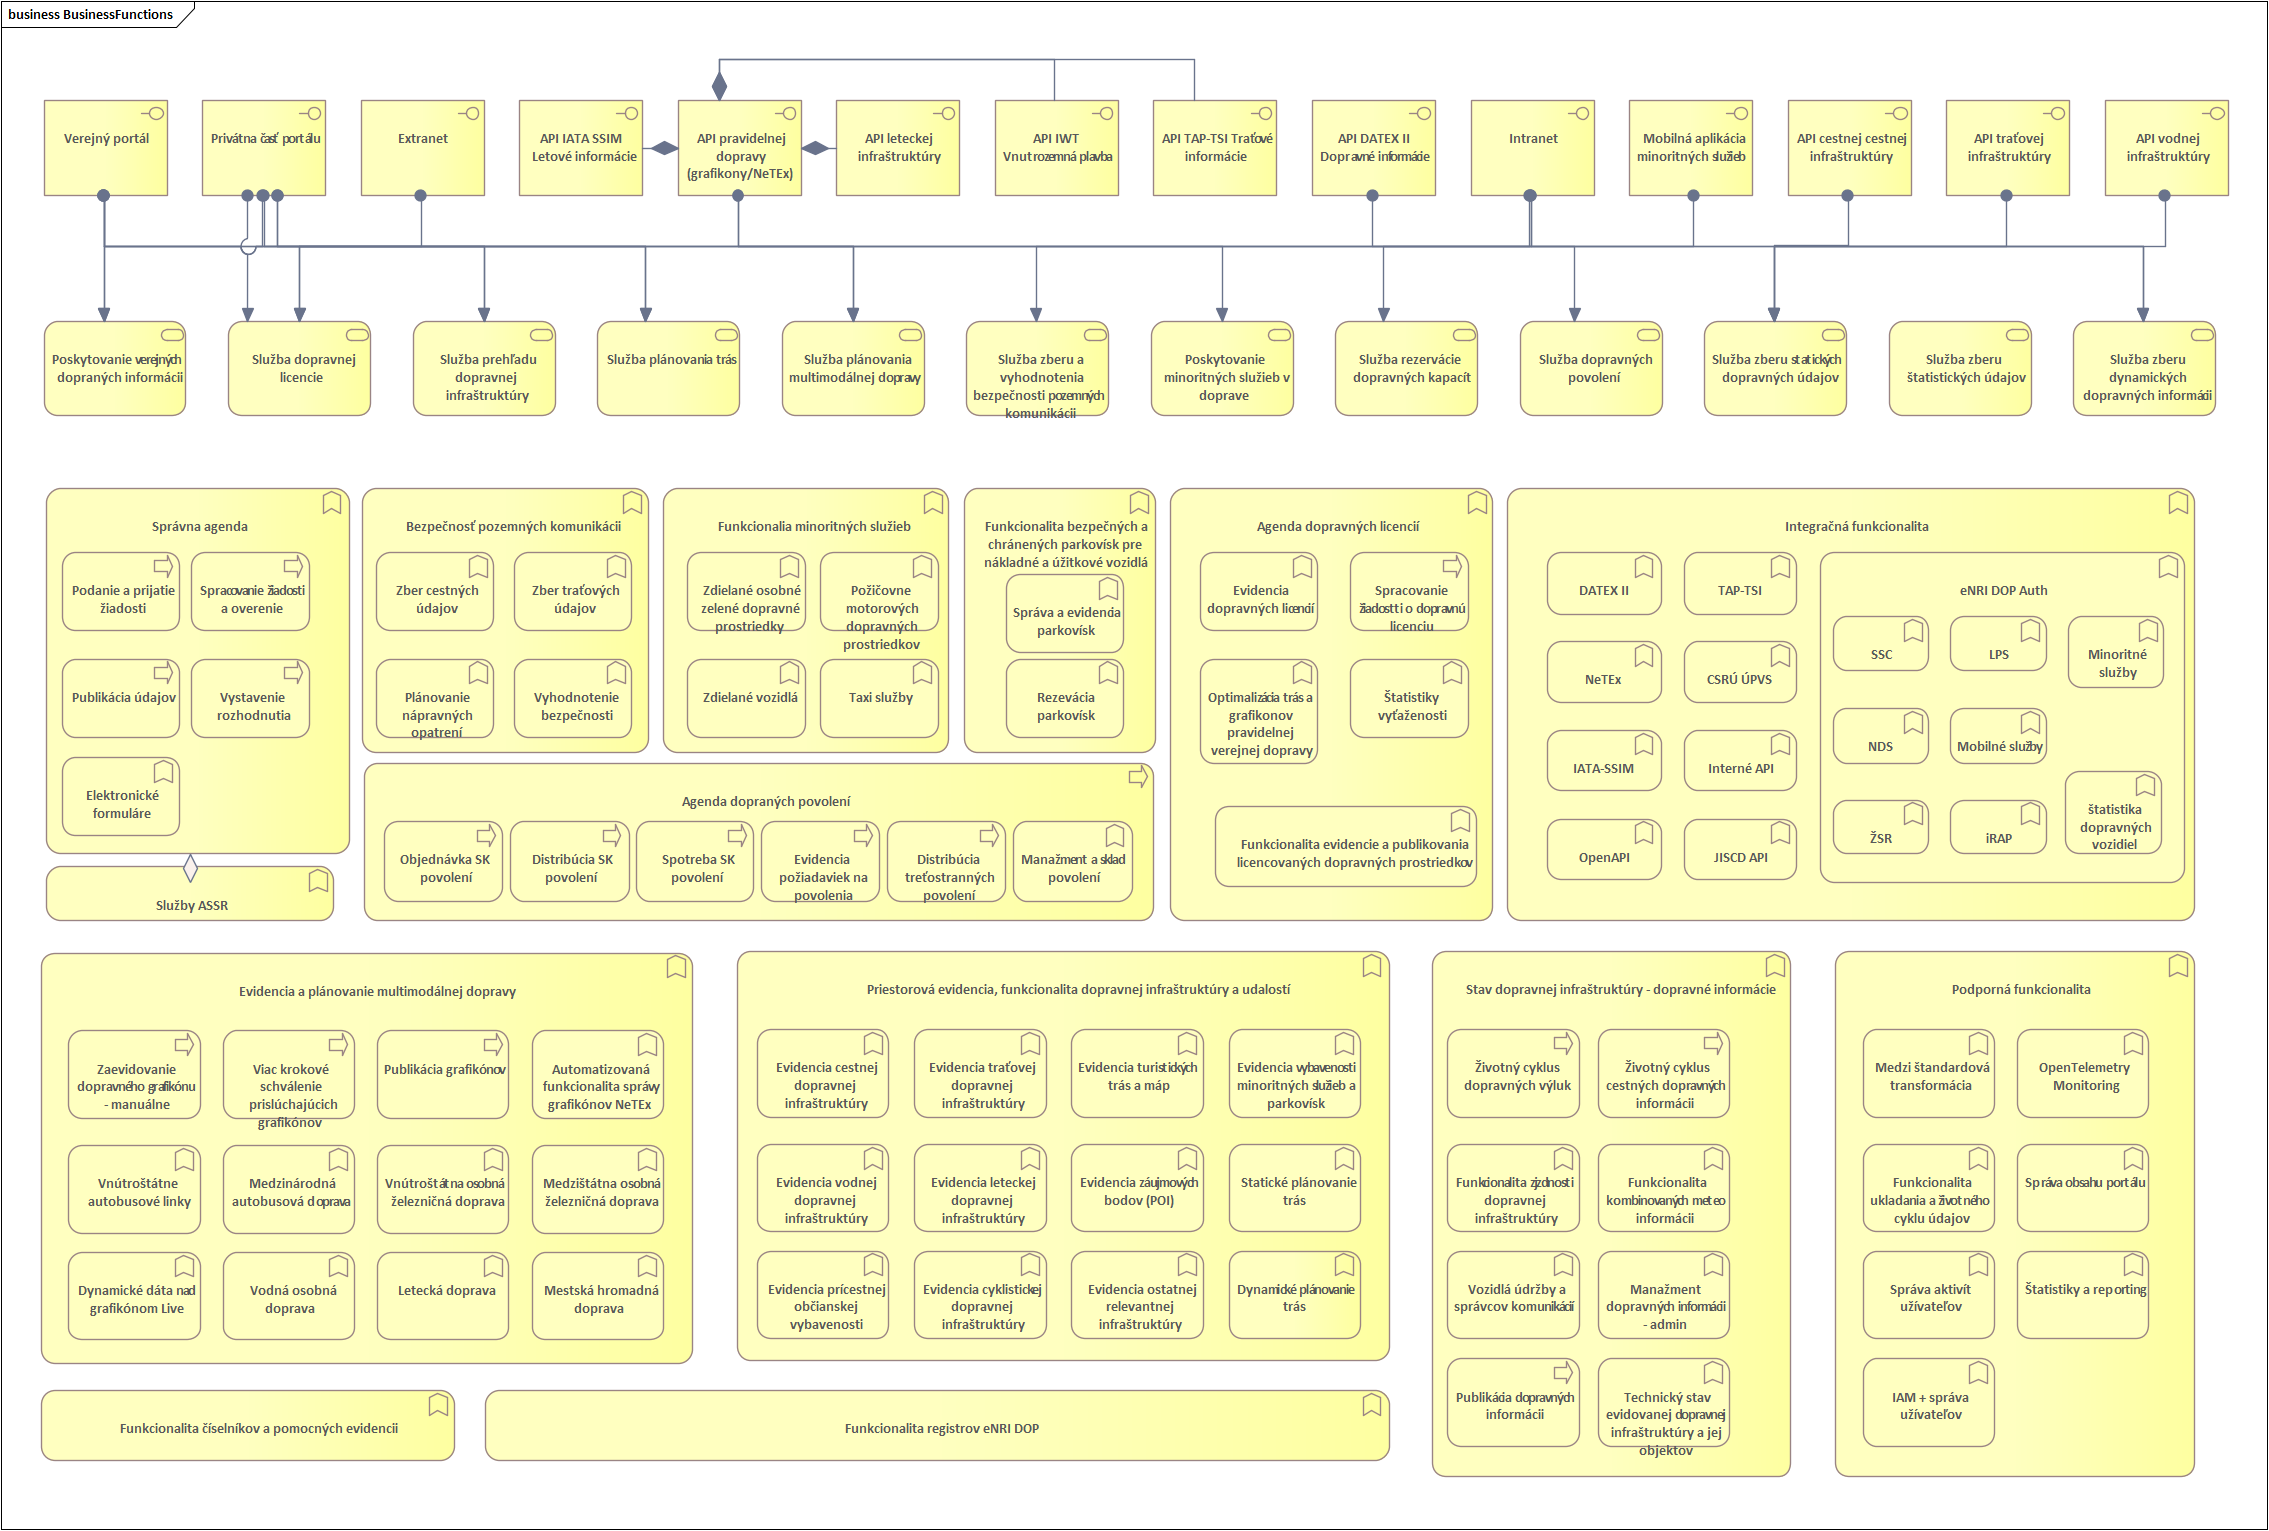 business BusinessFunctions
Verejný portál
Privátna časť portálu
Extranet
API IATA SSIM
Letové informácie
API pravidelnej
dopravy
(grafikony/NeTEx)
API leteckej
infraštruktúry
API IWT
Vnutrozemná plavba
API TAP-TSI Traťové
informácie
API DATEX II
Dopravné informácie
Intranet
Mobilná aplikácia
minoritných služieb
API cestnej cestnej
infraštruktúry
API traťovej
infraštruktúry
API vodnej
infraštruktúry
Poskytovanie verejných
dopraných informácii
Služba dopravnej
licencie
Služba prehľadu
dopravnej
infraštruktúry
Služba plánovania trás
Služba plánovania
multimodálnej dopravy
Služba zberu a
vyhodnotenia
bezpečnosti pozemných
komunikácii
Poskytovanie
minoritných služieb v
doprave
Služba rezervácie
dopravných kapacít
Služba dopravných
povolení
Služba zberu statických
dopravných údajov
Služba zberu
štatistických údajov
Služba zberu
dynamických
dopravných informácii
Správna agenda
Podanie a prijatie
žiadosti
Spracovanie žiadosti
a overenie
Publikácia údajov
Vystavenie
rozhodnutia
Elektronické
formuláre
Služby ASSR
Bezpečnosť pozemných komunikácii
Zber cestných
údajov
Zber traťových
údajov
Plánovanie
nápravných
opatrení
Vyhodnotenie
bezpečnosti
Funkcionalia minoritných služieb
Zdielané osobné
zelené dopravné
prostriedky
Požičovne
motorových
dopravných
prostriedkov
Zdielané vozidlá
Taxi služby
Funkcionalita bezpečných a
chránených parkovísk pre
nákladné a úžitkové vozidlá
Správa a evidencia
parkovísk
Rezevácia
parkovísk
Agenda dopraných povolení
Objednávka SK
povolení
Distribúcia SK
povolení
Spotreba SK
povolení
Evidencia
požiadaviek na
povolenia
Distribúcia
treťostranných
povolení
Manažment a sklad
povolení
Agenda dopravných licencií
Evidencia
dopravných licencií
Spracovanie
žiadostti o dopravnú
licenciu
Optimalizácia trás a
grafikonov
pravidelnej
verejnej dopravy
Štatistiky
vyťaženosti
Funkcionalita evidencie a publikovania
licencovaných dopravných prostriedkov
Integračná funkcionalita
DATEX II
TAP-TSI
NeTEx
CSRÚ ÚPVS
IATA-SSIM
Interné API
OpenAPI
JISCD API
eNRI DOP Auth
SSC
LPS
Minoritné
služby
NDS
Mobilné služby
ŽSR
iRAP
štatistika
dopravných
vozidiel
Evidencia a plánovanie multimodálnej dopravy
Zaevidovanie
dopravného grafikónu
- manuálne
Viac krokové
schválenie
prislúchajúcich
grafikónov
Publikácia grafikónov
Automatizovaná
funkcionalita správy
grafikónov NeTEx
Vnútroštátne
autobusové linky
Medzinárodná
autobusová doprava
Vnútroštátna osobná
železničná doprava
Medzištátna osobná
železničná doprava
Dynamické dáta nad
grafikónom Live
Vodná osobná
doprava
Letecká doprava
Mestská hromadná
doprava
Priestorová evidencia, funkcionalita dopravnej infraštruktúry a udalostí
Evidencia cestnej
dopravnej
infraštruktúry
Evidencia traťovej
dopravnej
infraštruktúry
Evidencia turistických
trás a máp
Evidencia vybavenosti
minoritných služieb a
parkovísk
Evidencia vodnej
dopravnej
infraštruktúry
Evidencia leteckej
dopravnej
infraštruktúry
Evidencia záujmových
bodov (POI)
Statické plánovanie
trás
Evidencia prícestnej
občianskej
vybavenosti
Evidencia cyklistickej
dopravnej
infraštruktúry
Evidencia ostatnej
relevantnej
infraštruktúry
Dynamické plánovanie
trás
Stav dopravnej infraštruktúry - dopravné informácie
Životný cyklus
dopravných výluk
Životný cyklus
cestných dopravných
informácii
Funkcionalita zjzdnosti
dopravnej
infraštruktúry
Funkcionalita
kombinovaných meteo
informácii
Vozidlá údržby a
správcov komunikácií
Manažment
dopravných informácii
- admin
Publikácia dopravných
informácii
Technický stav
evidovanej dopravnej
infraštruktúry a jej
objektov
Podporná funkcionalita
Medzi štandardová
transformácia
OpenTelemetry
Monitoring
Funkcionalita
ukladania a životného
cyklu údajov
Správa obsahu portálu
Správa aktivít
užívateľov
Štatistiky a reporting
IAM + správa
užívateľov
Funkcionalita číselníkov a pomocných evidencii
Funkcionalita registrov eNRI DOP